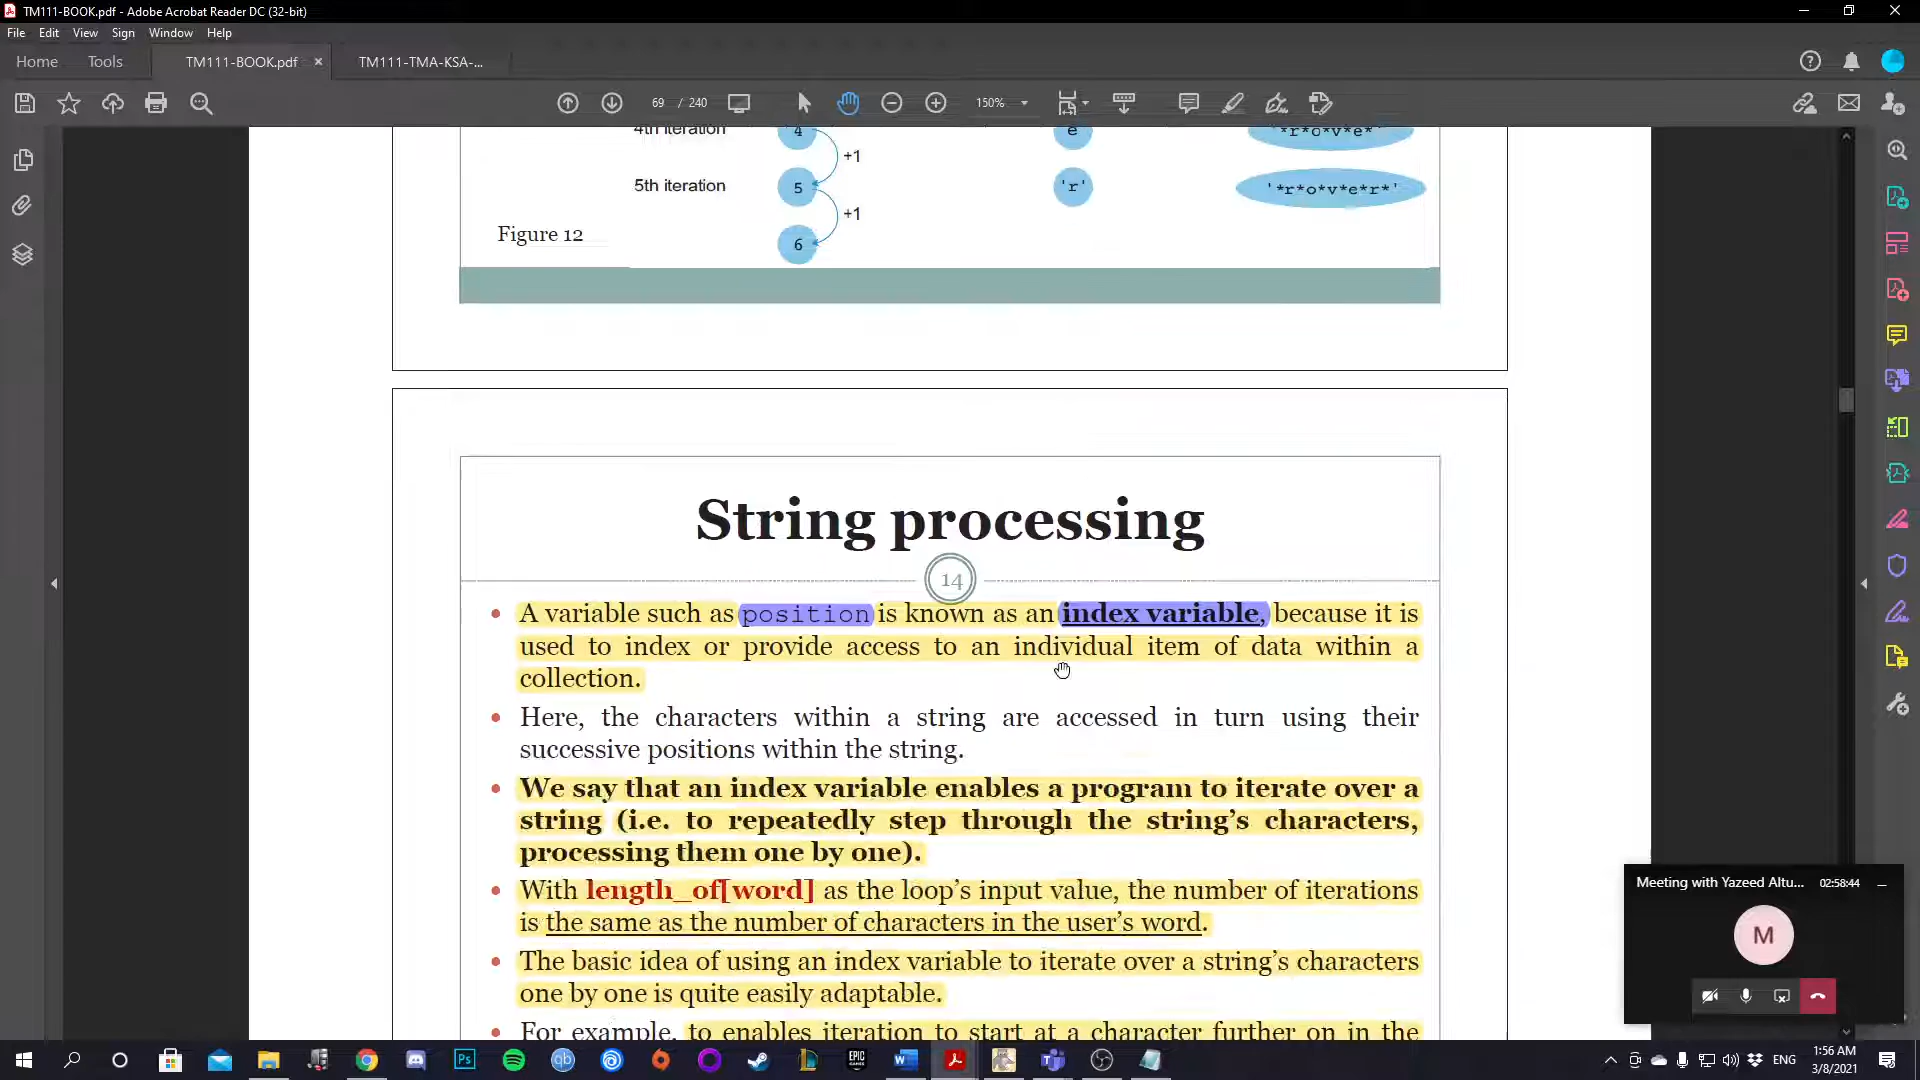 TM111-BOOK.pdf - Adobe Acrobat Reader DC (32-bit)
File Edit View Sign Window Help
Home Tools TM111-BOOK.pdf × TM111-TMA-KSA-...
69 / 240 150%
4th iteration 4 e '*r*o*v*e*'
+1
5th iteration 5 'r' '*r*o*v*e*r*'
+1
Figure 12 6
String processing
14
• A variable such as position is known as an index variable, because it is
used to index or provide access to an individual item of data within a
collection.
• Here, the characters within a string are accessed in turn using their
successive positions within the string.
• We say that an index variable enables a program to iterate over a
string (i.e. to repeatedly step through the string's characters,
processing them one by one).
• With length_of[word] as the loop's input value, the number of iterations
is the same as the number of characters in the user's word.
• The basic idea of using an index variable to iterate over a string's characters
one by one is quite easily adaptable.
• For example, to enables iteration to start at a character further on in the
Meeting with Yazeed Altu... 02:58:44
M
ENG
1:56 AM
3/8/2021